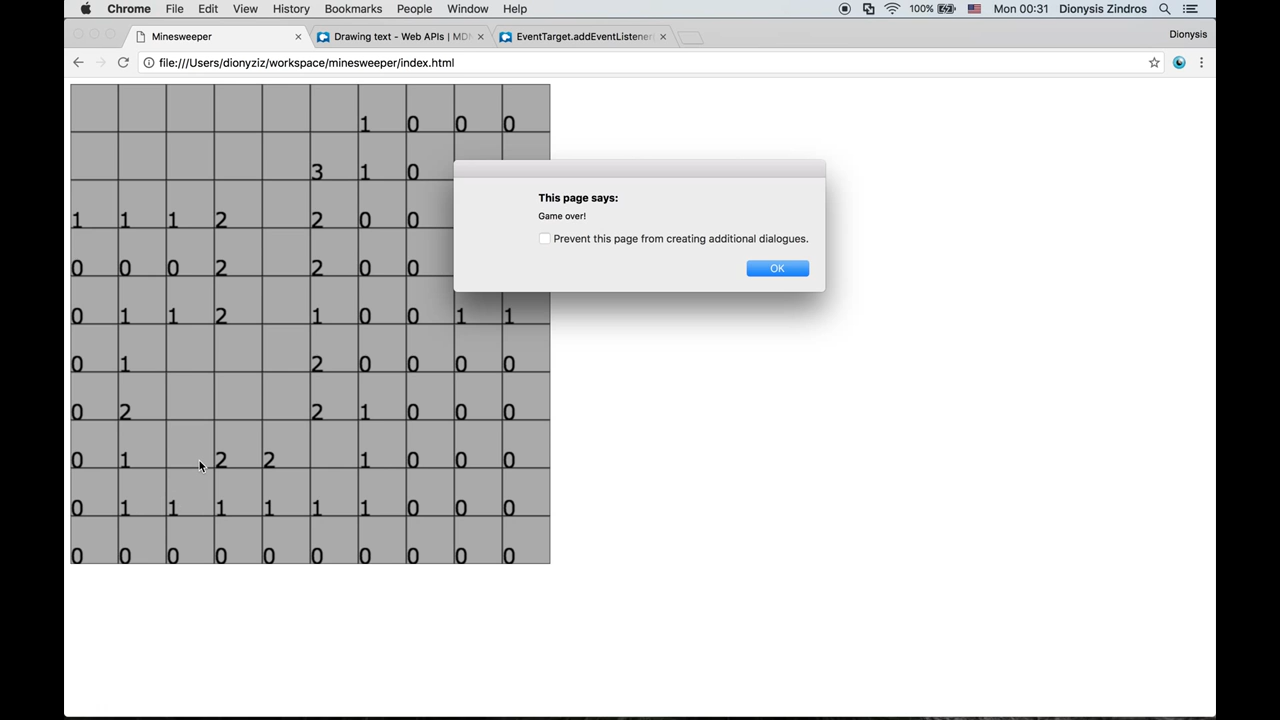 Chrome File Edit View History Bookmarks People Window Help 100% Mon 00:31 Dionysis Zindros
Minesweeper Drawing text - Web APIs | MDN EventTarget.addEventListener Dionysis
file:///Users/dionyziz/workspace/minesweeper/index.html
1 0 0 0
3 1 0
1 1 1 2 2 0 0
0 0 0 2 2 0 0
0 1 1 2 1 0 0 1 1
0 1 2 0 0 0 0
0 2 2 1 0 0 0
0 1 2 2 1 0 0 0
0 1 1 1 1 1 1 0 0 0
0 0 0 0 0 0 0 0 0 0
This page says:
Game over!
Prevent this page from creating additional dialogues.
OK